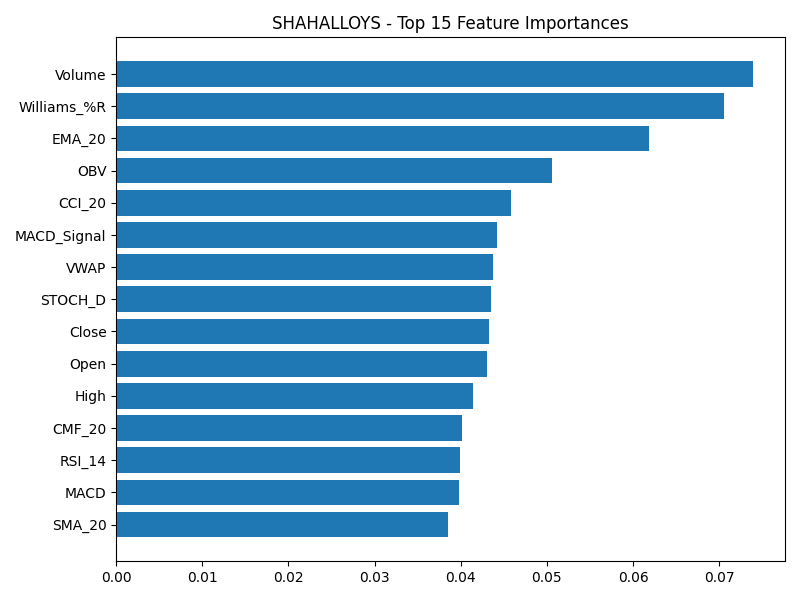 SHAHALLOYS - Top 15 Feature Importances
Volume
Williams_%R
EMA_20
OBV
CCI_20
MACD_Signal
VWAP
STOCH_D
Close
Open
High
CMF_20
RSI_14
MACD
SMA_20
0.00 0.01 0.02 0.03 0.04 0.05 0.06 0.07